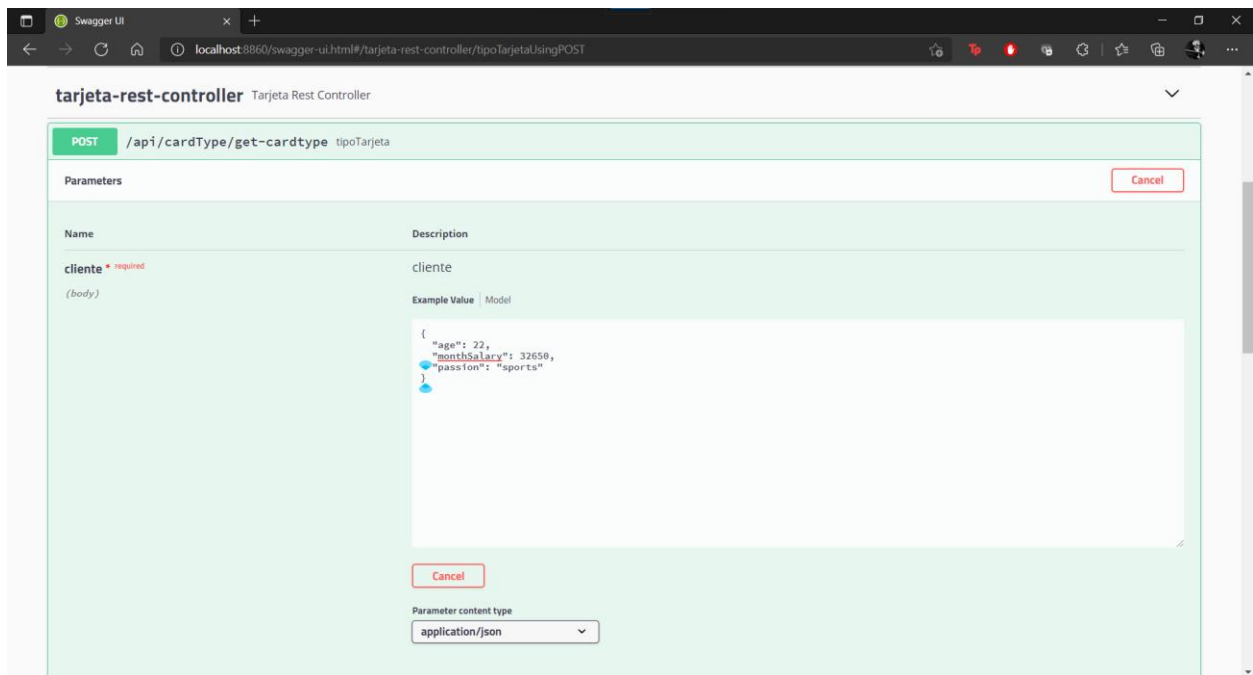 Swagger UI
localhost:8860/swagger-ui.html#/tarjeta-rest-controller/tipoTarjetaUsingPOST
tarjeta-rest-controller Tarjeta Rest Controller
POST /api/cardType/get-cardtype tipoTarjeta
Parameters
Cancel
Name Description
cliente * required cliente
(body)
Example Value Model
{
"age": 22,
"monthSalary": 32650,
"passion": "sports"
}
Cancel
Parameter content type
application/json